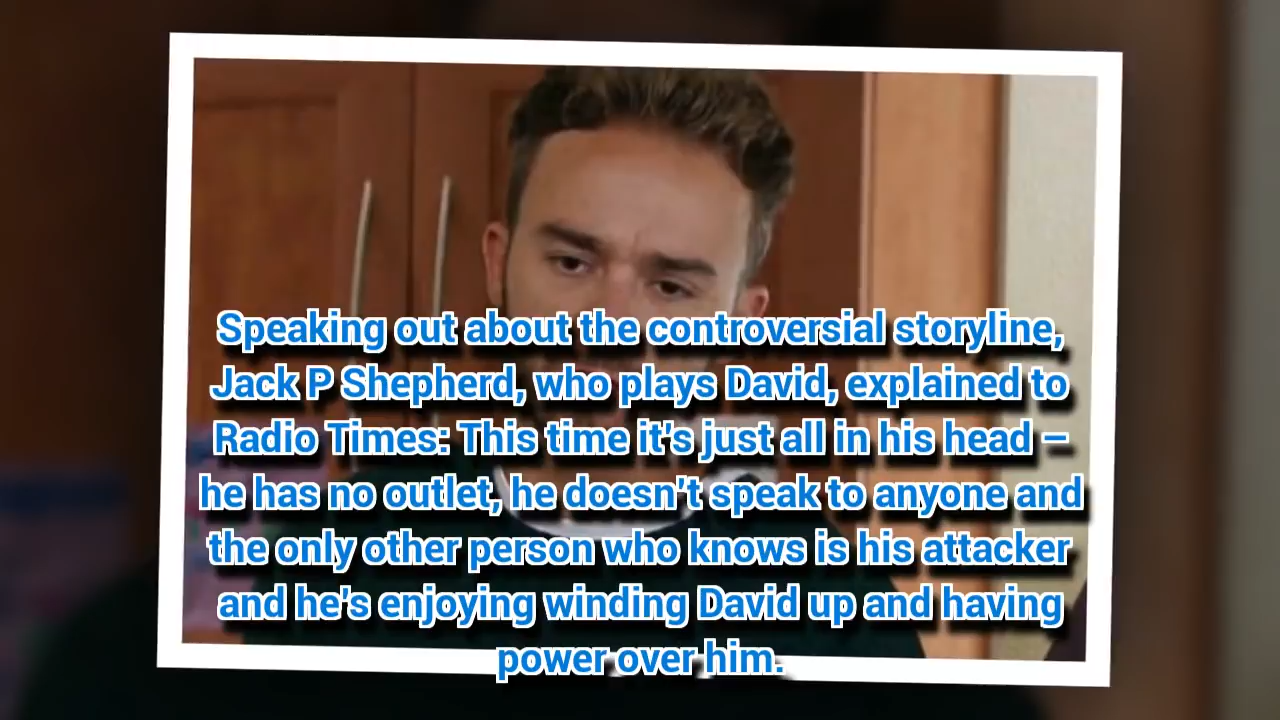 Speaking out about the controversial storyline,
Jack P Shepherd, who plays David, explained to
Radio Times: This time it's just all in his head –
he has no outlet, he doesn't speak to anyone and
the only other person who knows is his attacker
and he's enjoying winding David up and having
power over him.